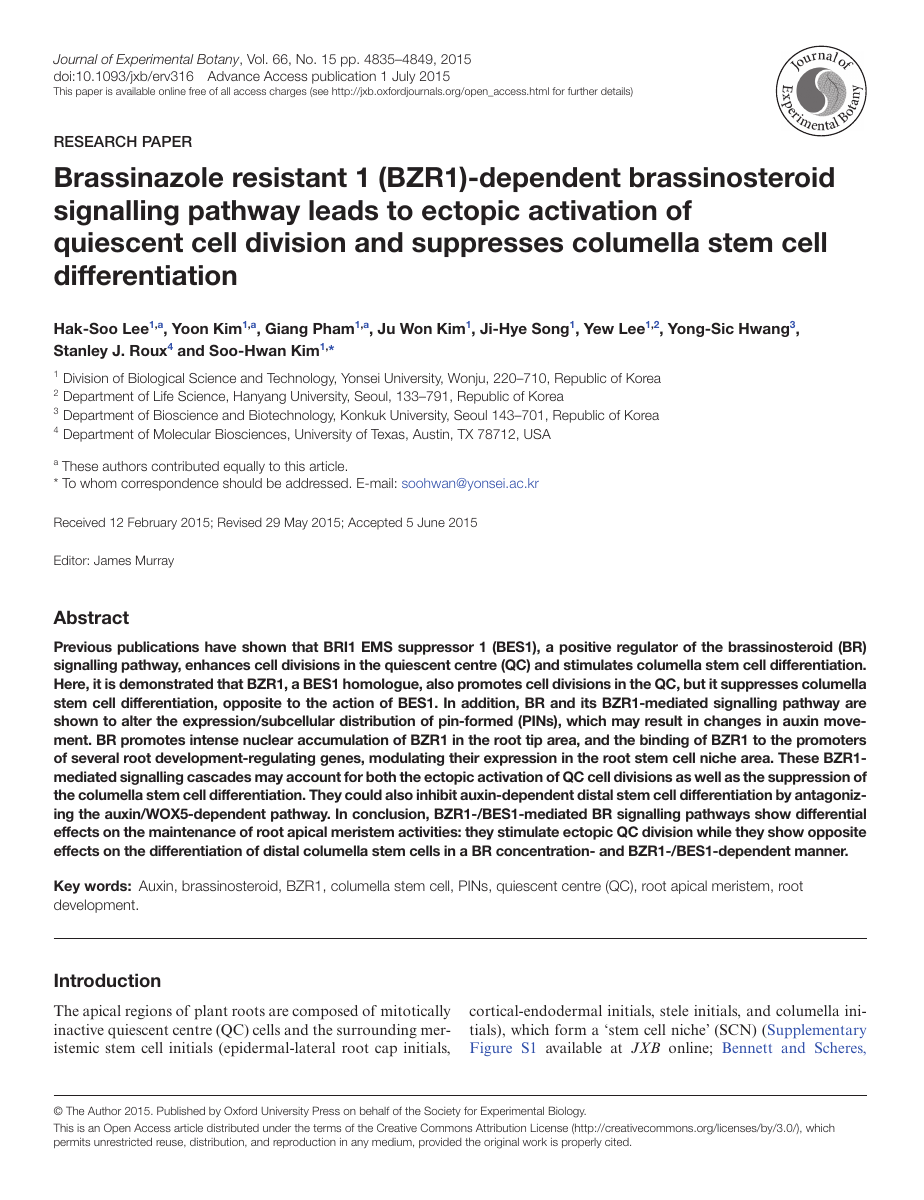 Journal of Experimental Botany, Vol. 66, No. 15 pp. 4835–4849, 2015
doi:10.1093/jxb/erv316 Advance Access publication 1 July 2015
This paper is available online free of all access charges (see http://jxb.oxfordjournals.org/open_access.html for further details)
Journal of
Experimental Botany
RESEARCH PAPER
Brassinazole resistant 1 (BZR1)-dependent brassinosteroid
signalling pathway leads to ectopic activation of
quiescent cell division and suppresses columella stem cell
differentiation
Hak-Soo Lee1,a, Yoon Kim1,a, Giang Pham1,a, Ju Won Kim1, Ji-Hye Song1, Yew Lee1,2, Yong-Sic Hwang3,
Stanley J. Roux4 and Soo-Hwan Kim1,*
1 Division of Biological Science and Technology, Yonsei University, Wonju, 220–710, Republic of Korea
2 Department of Life Science, Hanyang University, Seoul, 133–791, Republic of Korea
3 Department of Bioscience and Biotechnology, Konkuk University, Seoul 143–701, Republic of Korea
4 Department of Molecular Biosciences, University of Texas, Austin, TX 78712, USA
a These authors contributed equally to this article.
* To whom correspondence should be addressed. E-mail: soohwan@yonsei.ac.kr
Received 12 February 2015; Revised 29 May 2015; Accepted 5 June 2015
Editor: James Murray
Abstract
Previous publications have shown that BRI1 EMS suppressor 1 (BES1), a positive regulator of the brassinosteroid (BR)
signalling pathway, enhances cell divisions in the quiescent centre (QC) and stimulates columella stem cell differentiation.
Here, it is demonstrated that BZR1, a BES1 homologue, also promotes cell divisions in the QC, but it suppresses columella
stem cell differentiation, opposite to the action of BES1. In addition, BR and its BZR1-mediated signalling pathway are
shown to alter the expression/subcellular distribution of pin-formed (PINs), which may result in changes in auxin move-
ment. BR promotes intense nuclear accumulation of BZR1 in the root tip area, and the binding of BZR1 to the promoters
of several root development-regulating genes, modulating their expression in the root stem cell niche area. These BZR1-
mediated signalling cascades may account for both the ectopic activation of QC cell divisions as well as the suppression of
the columella stem cell differentiation. They could also inhibit auxin-dependent distal stem cell differentiation by antagoniz-
ing the auxin/WOX5-dependent pathway. In conclusion, BZR1-/BES1-mediated BR signalling pathways show differential
effects on the maintenance of root apical meristem activities: they stimulate ectopic QC division while they show opposite
effects on the differentiation of distal columella stem cells in a BR concentration- and BZR1-/BES1-dependent manner.
Key words: Auxin, brassinosteroid, BZR1, columella stem cell, PINs, quiescent centre (QC), root apical meristem, root
development.
Introduction
The apical regions of plant roots are composed of mitotically
inactive quiescent centre (QC) cells and the surrounding mer-
istemic stem cell initials (epidermal-lateral root cap initials,
cortical-endodermal initials, stele initials, and columella ini-
tials), which form a ‘stem cell niche’ (SCN) (Supplementary
Figure S1 available at JXB online; Bennett and Scheres,
© The Author 2015. Published by Oxford University Press on behalf of the Society for Experimental Biology.
This is an Open Access article distributed under the terms of the Creative Commons Attribution License (http://creativecommons.org/licenses/by/3.0/), which
permits unrestricted reuse, distribution, and reproduction in any medium, provided the original work is properly cited.